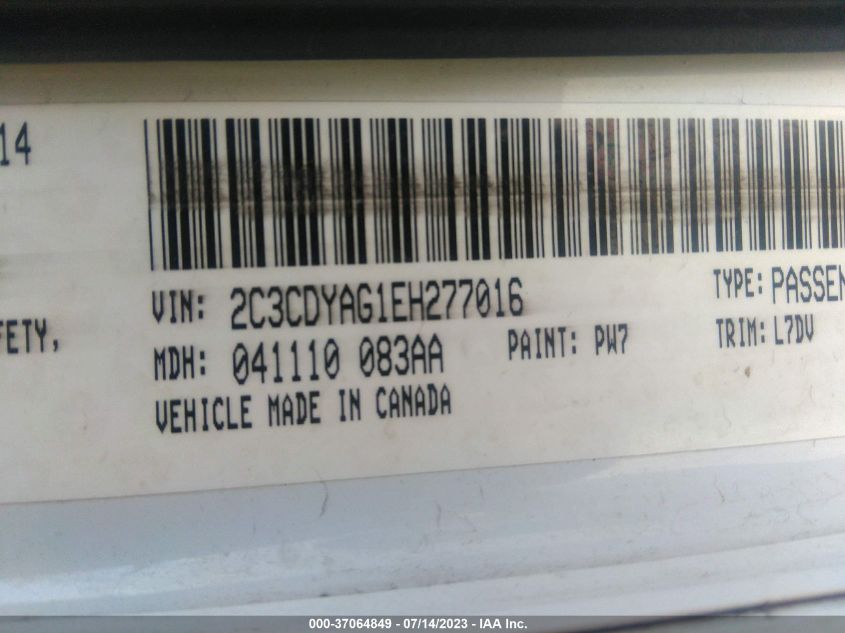 14
VIN: 2C3CDYAG1EH277016
TYPE: PASSEN
FETY,
MDH: 041110 083AA
PAINT: PW7
TRIM: L7DV
VEHICLE MADE IN CANADA
000-37064849 - 07/14/2023 - IAA Inc.